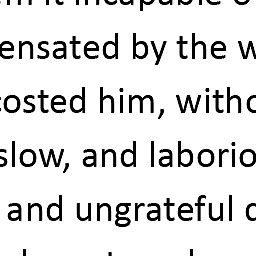 it incapable
ensated by the w
costed him, witho
slow, and laborio
and ungrateful